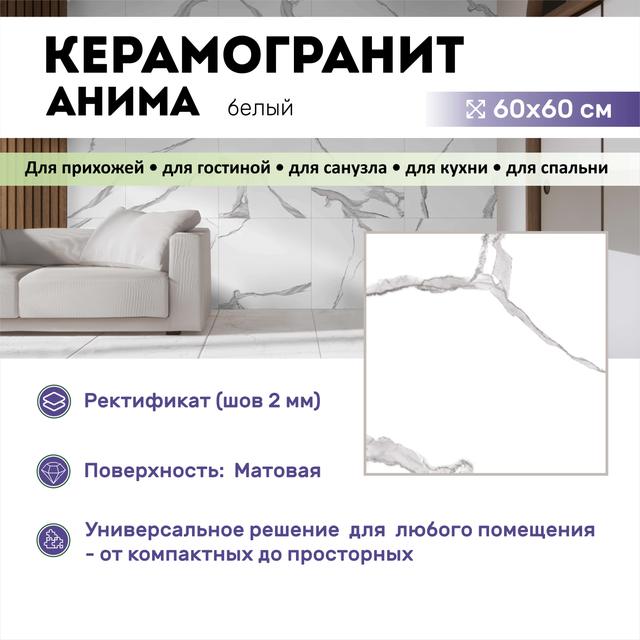 КЕРАМОГРАНИТ
АНИМА белый
60x60 см
Для прихожей • для гостиной • для санузла • для кухни • для спальни
Ректификат (шов 2 мм)
Поверхность: Матовая
Универсальное решение для любого помещения
- от компактных до просторных